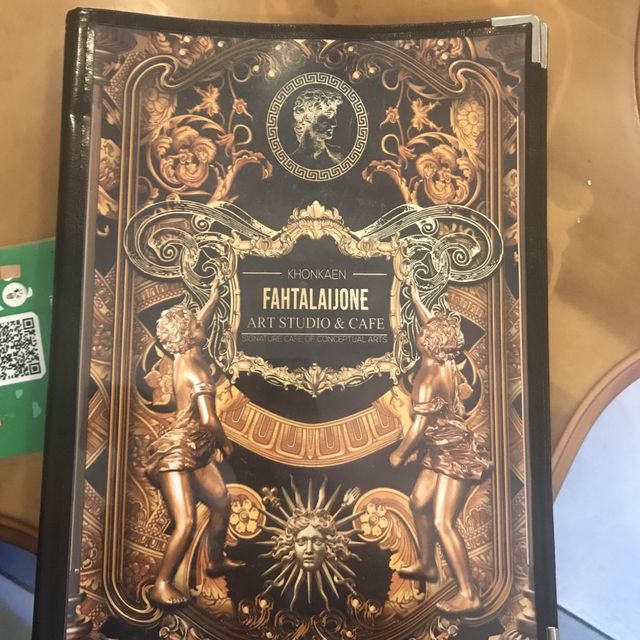 KHONKAEN
FAHTALAIJONE
ART STUDIO & CAFE
SIGNATURE CAFE OF CONCEPTUAL ARTS